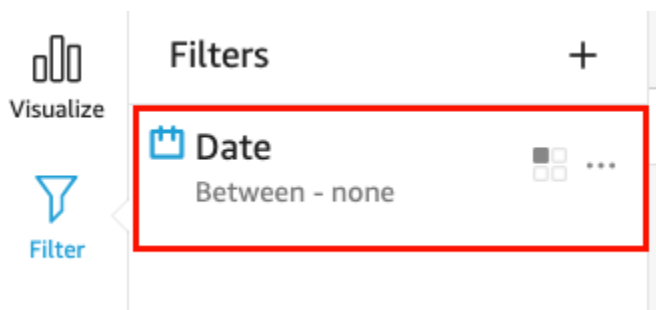 Filters
Visualize
Date
Between - none
Filter